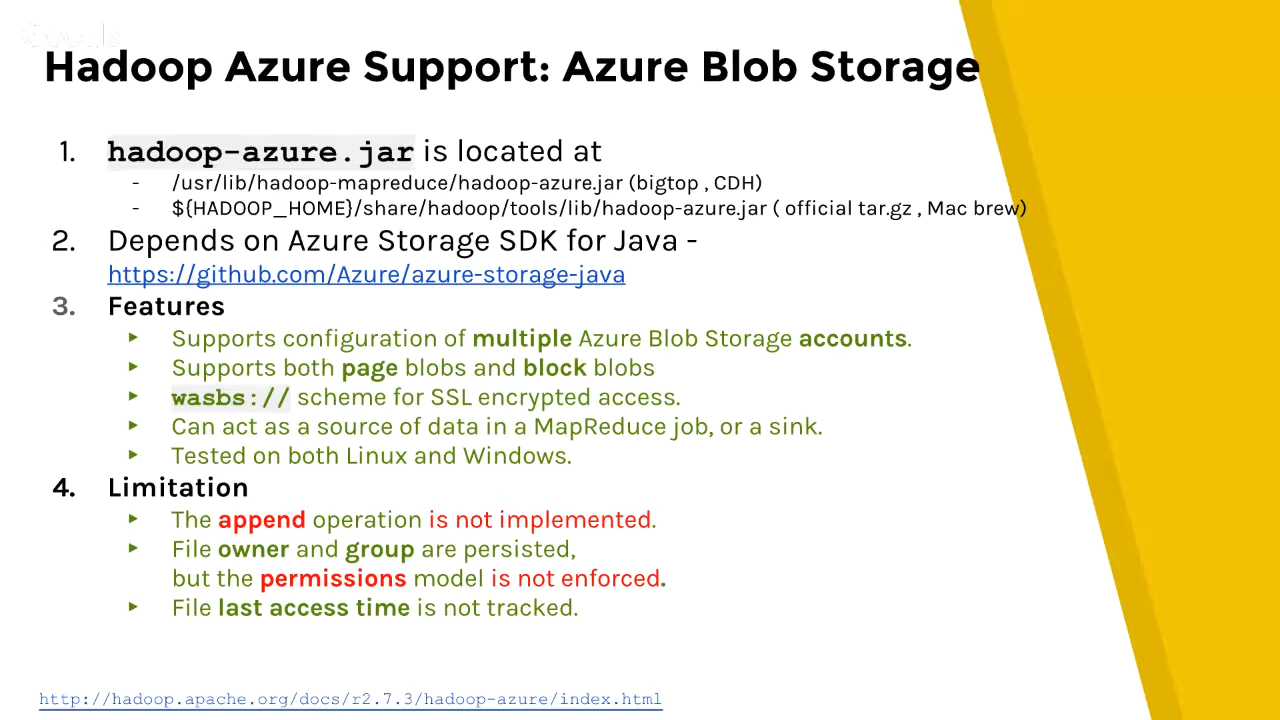 Hadoop Azure Support: Azure Blob Storage
1. hadoop-azure.jar is located at
- /usr/lib/hadoop-mapreduce/hadoop-azure.jar (bigtop , CDH)
- ${HADOOP_HOME}/share/hadoop/tools/lib/hadoop-azure.jar ( official tar.gz , Mac brew)
2. Depends on Azure Storage SDK for Java -
https://github.com/Azure/azure-storage-java
3. Features
▸ Supports configuration of multiple Azure Blob Storage accounts.
▸ Supports both page blobs and block blobs
▸ wasbs:// scheme for SSL encrypted access.
▸ Can act as a source of data in a MapReduce job, or a sink.
▸ Tested on both Linux and Windows.
4. Limitation
▸ The append operation is not implemented.
▸ File owner and group are persisted,
but the permissions model is not enforced.
▸ File last access time is not tracked.
http://hadoop.apache.org/docs/r2.7.3/hadoop-azure/index.html